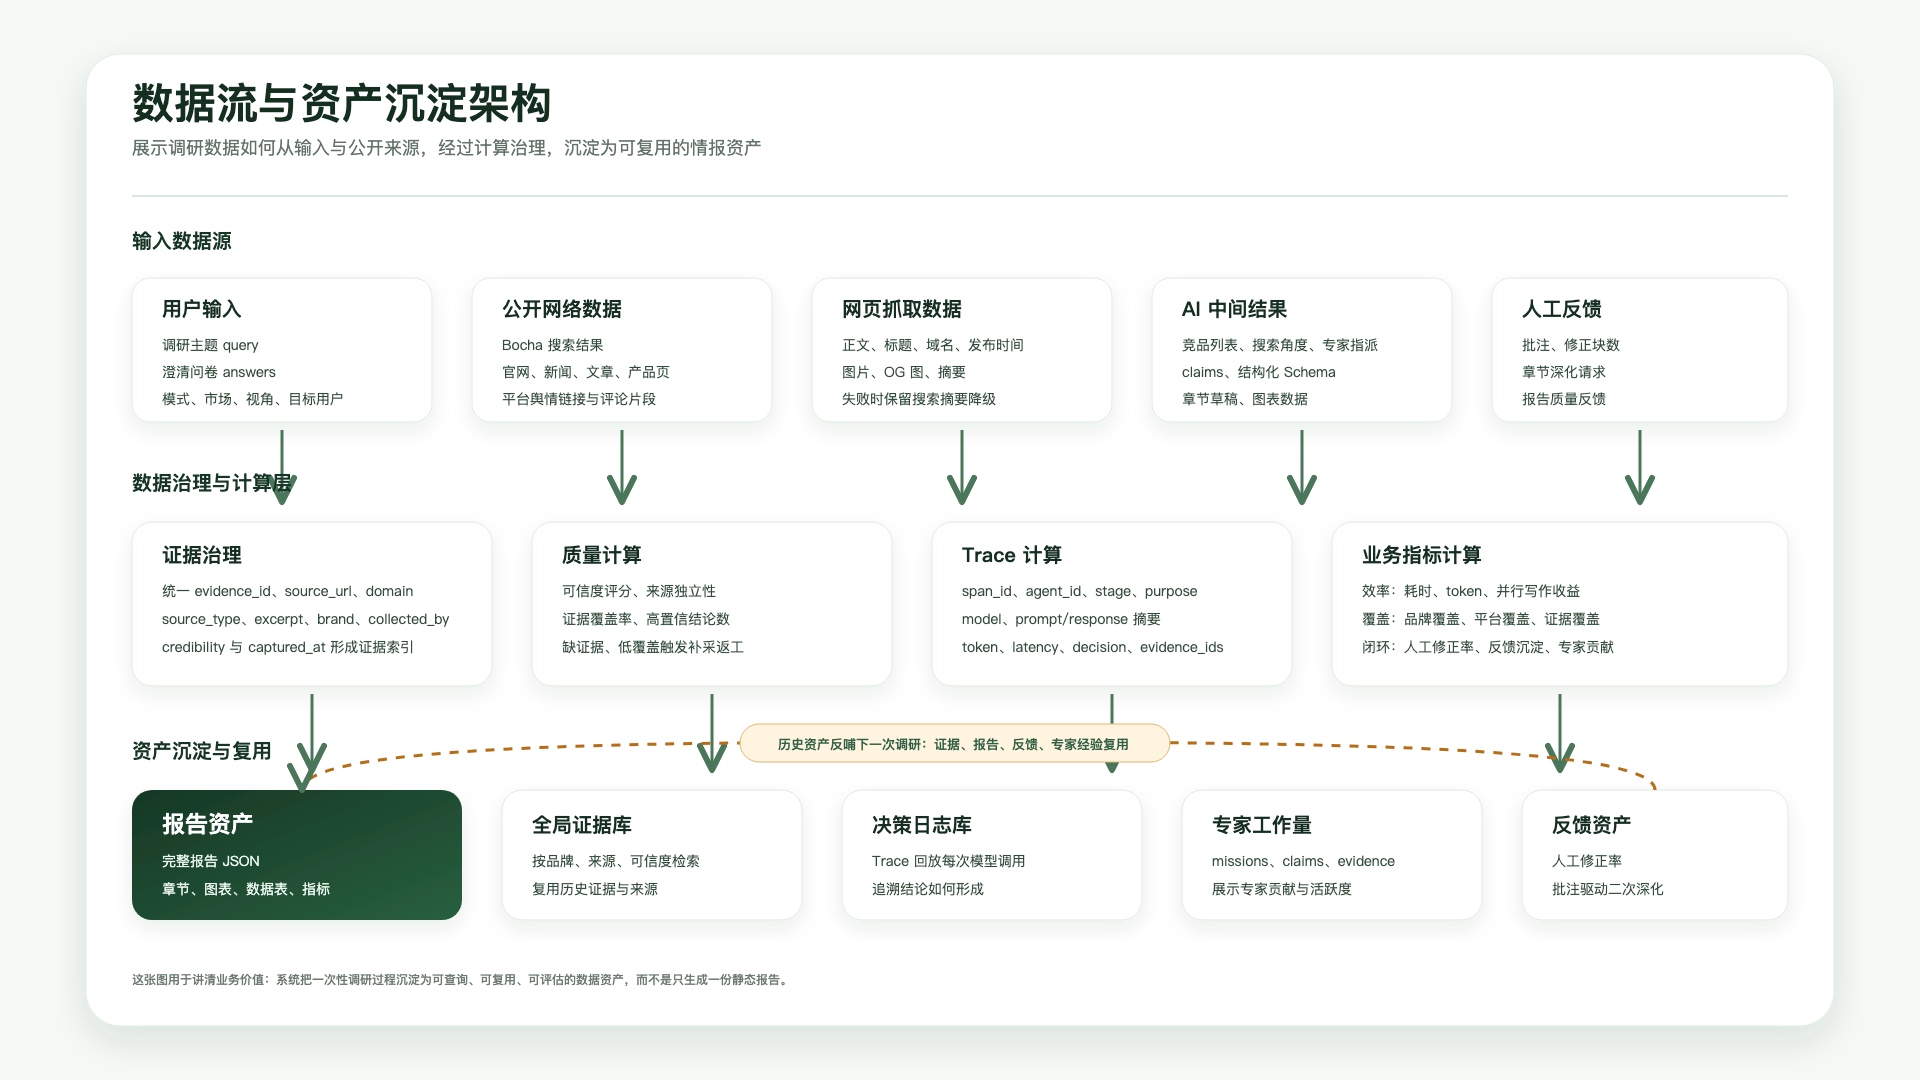 数据流与资产沉淀架构
展示调研数据如何从输入与公开来源，经过计算治理，沉淀为可复用的情报资产
输入数据源
用户输入
调研主题 query
澄清问卷 answers
模式、市场、视角、目标用户
公开网络数据
Bocha 搜索结果
官网、新闻、文章、产品页
平台舆情链接与评论片段
网页抓取数据
正文、标题、域名、发布时间
图片、OG 图、摘要
失败时保留搜索摘要降级
AI 中间结果
竞品列表、搜索角度、专家指派
claims、结构化 Schema
章节草稿、图表数据
人工反馈
批注、修正块数
章节深化请求
报告质量反馈
数据治理与计算层
证据治理
统一 evidence_id、source_url、domain
source_type、excerpt、brand、collected_by
credibility 与 captured_at 形成证据索引
质量计算
可信度评分、来源独立性
证据覆盖率、高置信结论数
缺证据、低覆盖触发补采返工
Trace 计算
span_id、agent_id、stage、purpose
model、prompt/response 摘要
token、latency、decision、evidence_ids
业务指标计算
效率：耗时、token、并行写作收益
覆盖：品牌覆盖、平台覆盖、证据覆盖
闭环：人工修正率、反馈沉淀、专家贡献
资产沉淀与复用
历史资产反哺下一次调研：证据、报告、反馈、专家经验复用
报告资产
完整报告 JSON
章节、图表、数据表、指标
全局证据库
按品牌、来源、可信度检索
复用历史证据与来源
决策日志库
Trace 回放每次模型调用
追溯结论如何形成
专家工作量
missions、claims、evidence
展示专家贡献与活跃度
反馈资产
人工修正率
批注驱动二次深化
这张图用于讲清业务价值：系统把一次性调研过程沉淀为可查询、可复用、可评估的数据资产，而不是只生成一份静态报告。